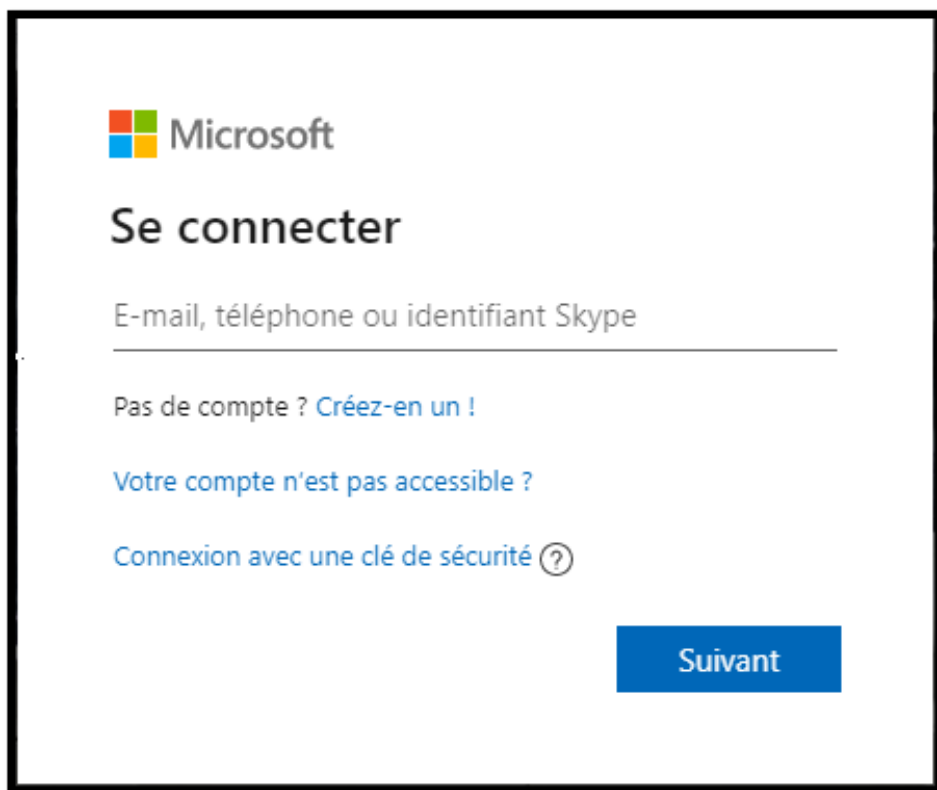 Microsoft
Se connecter
E-mail, téléphone ou identifiant Skype
Pas de compte ? Créez-en un !
Votre compte n'est pas accessible ?
Connexion avec une clé de sécurité ?
Suivant